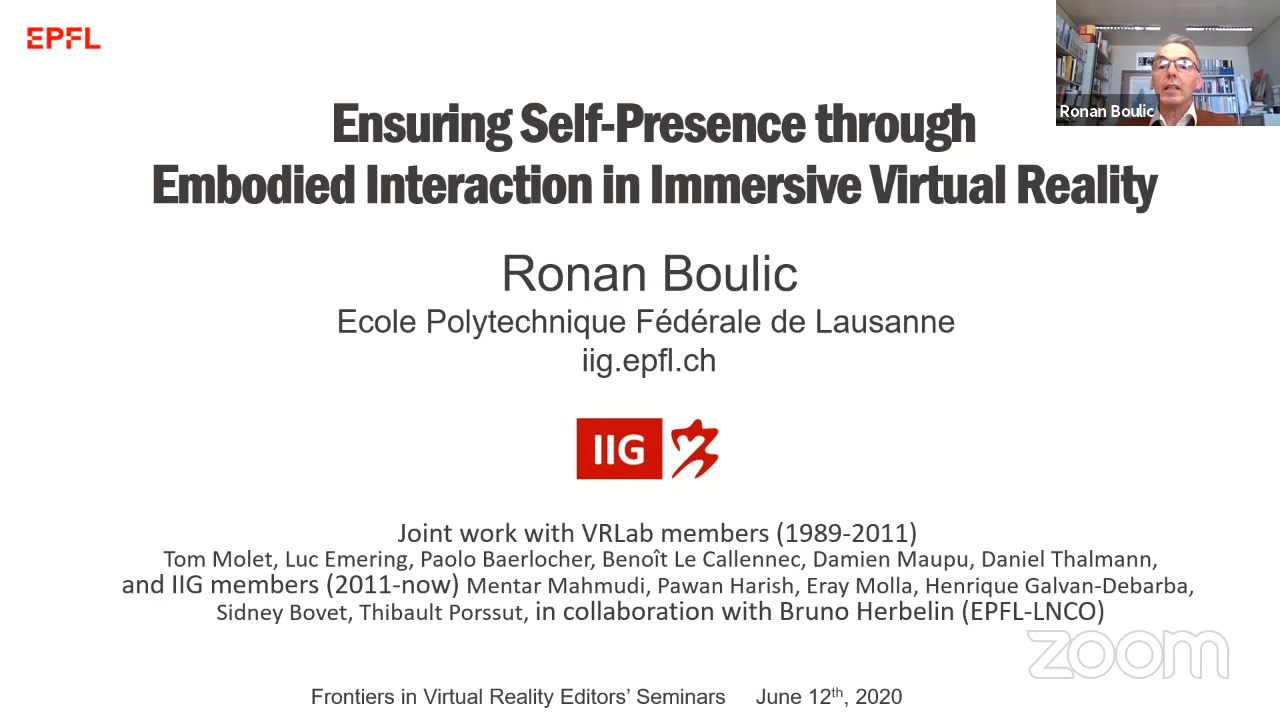 EPFL
Ronan Boulic
Ensuring Self-Presence through
Embodied Interaction in Immersive Virtual Reality
Ronan Boulic
Ecole Polytechnique Fédérale de Lausanne
iig.epfl.ch
IIG
Joint work with VRLab members (1989-2011)
Tom Molet, Luc Emering, Paolo Baerlocher, Benoît Le Callennec, Damien Maupu, Daniel Thalmann,
and IIG members (2011-now) Mentar Mahmudi, Pawan Harish, Eray Molla, Henrique Galvan-Debarba,
Sidney Bovet, Thibault Porssut, in collaboration with Bruno Herbelin (EPFL-LNCO)
zoom
Frontiers in Virtual Reality Editors’ Seminars June 12th, 2020